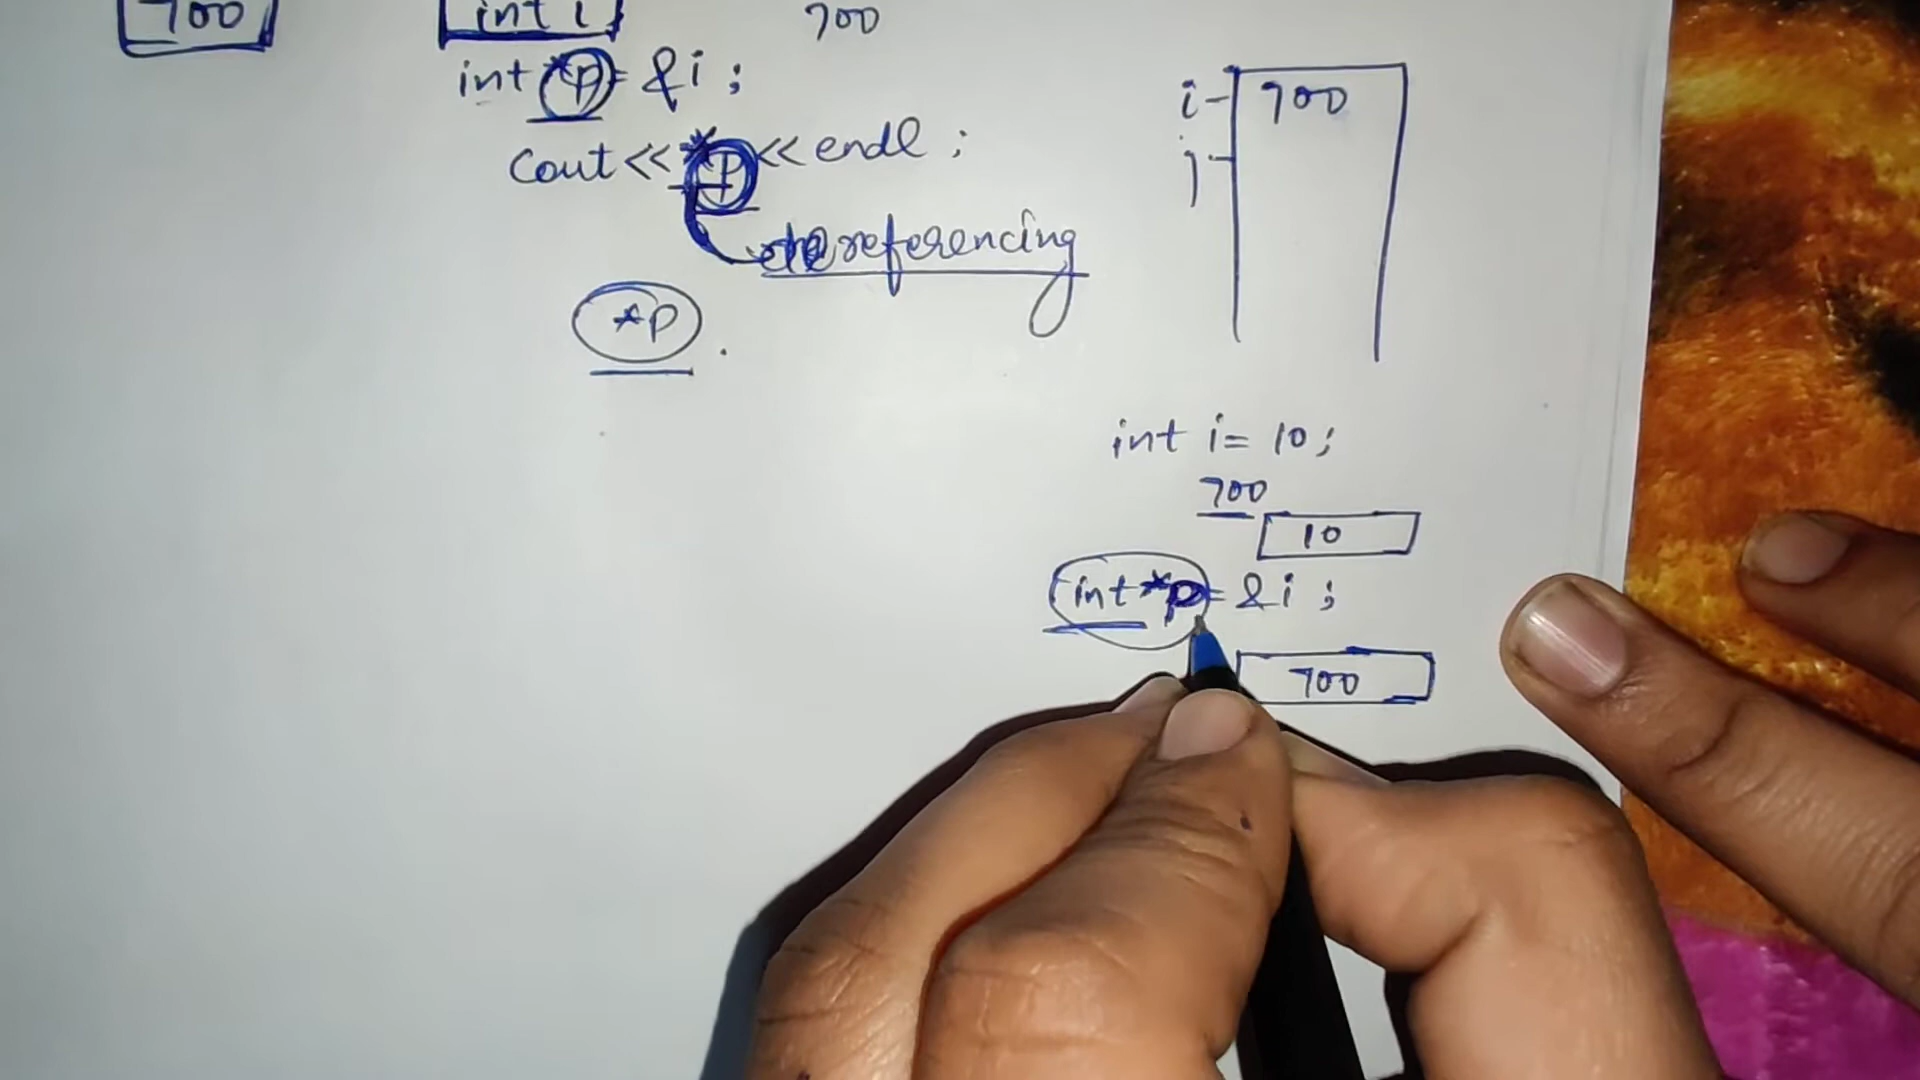 700 int i 700
int *p = &i ;
cout << *p << endl ;
dereferencing
*p .
i- 700
j-
int i = 10 ;
700
10
int *p = &i ;
700